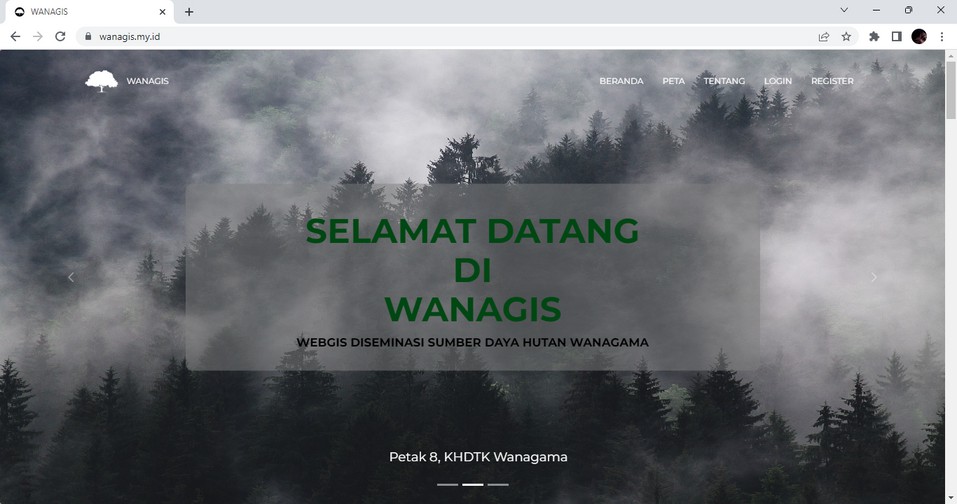 WANAGIS
wanagis.my.id
WANAGIS
BERANDA PETA TENTANG LOGIN REGISTER
SELAMAT DATANG
DI
WANAGIS
WEBGIS DISEMINASI SUMBER DAYA HUTAN WANAGAMA
Petak 8, KHDTK Wanagama